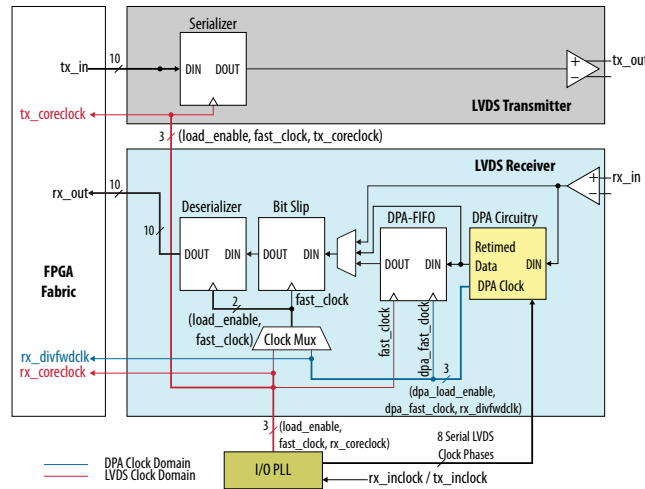 Serializer
10
tx_in
DIN DOUT
+
−
tx_out
tx_coreclock
LVDS Transmitter
3 (load_enable, fast_clock, tx_coreclock)
LVDS Receiver
10
rx_out
+
−
rx_in
Deserializer
Bit Slip
DPA-FIFO
DPA Circuitry
10
DOUT DIN
DOUT DIN
DOUT DIN
Retimed
Data
DIN
DPA Clock
FPGA
Fabric
2
fast_clock
(load_enable,
fast_clock)
Clock Mux
fast_clock
dpa_fast_clock
rx_divfwdclk
rx_coreclock
3
(dpa_load_enable,
dpa_fast_clock, rx_divfwdclk)
3
(load_enable,
fast_clock, rx_coreclock)
8 Serial LVDS
Clock Phases
DPA Clock Domain
LVDS Clock Domain
I/O PLL
rx_inclock / tx_inclock